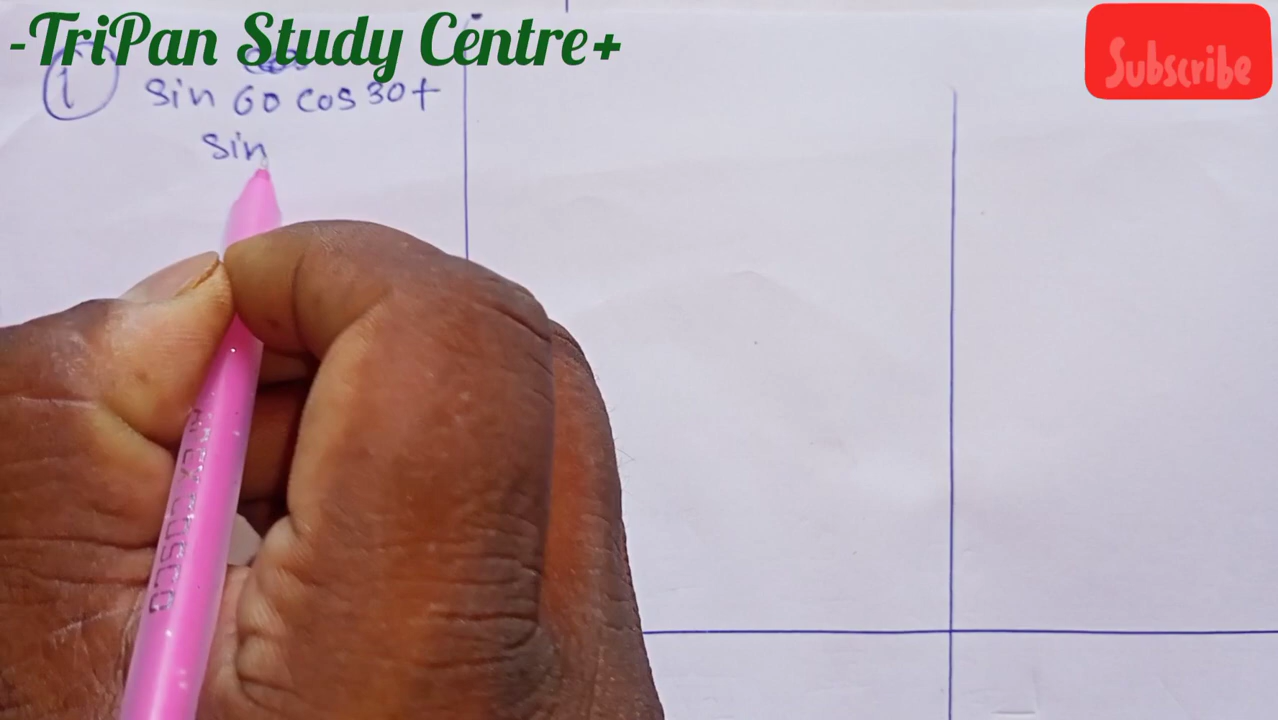 -TriPan Study Centre+
Subscribe
① sin 60 cos 30 +
sin